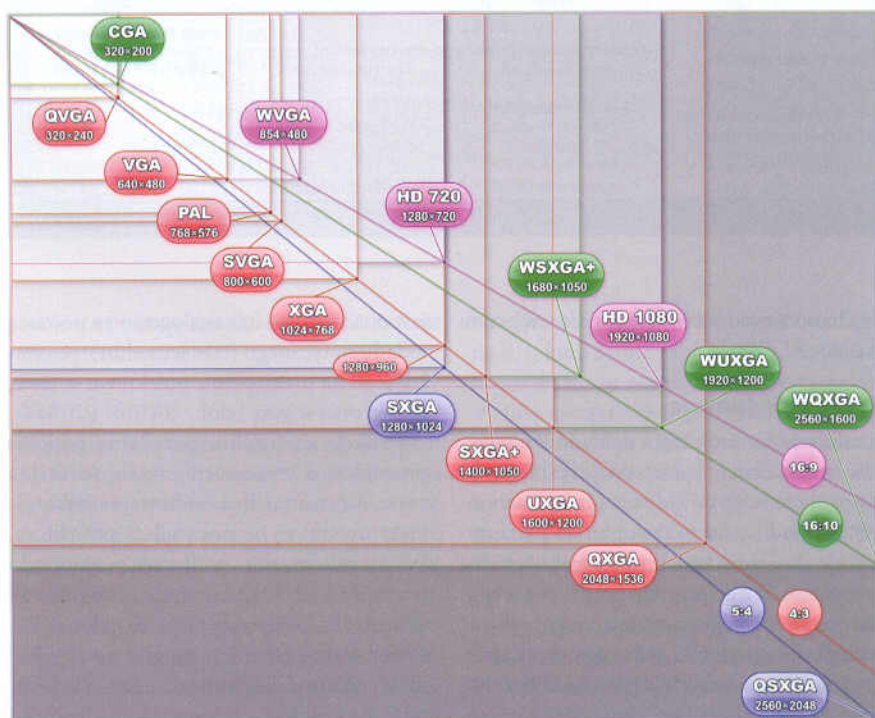 CGA
320×200
QVGA
320×240
WVGA
854×480
VGA
640×480
PAL
768×576
HD 720
1280×720
SVGA
800×600
WSXGA+
1680×1050
XGA
1024×768
HD 1080
1920×1080
1280×960
WUXGA
1920×1200
SXGA
1280×1024
WQXGA
2560×1600
SXGA+
1400×1050
16:9
UXGA
1600×1200
16:10
QXGA
2048×1536
5:4
4:3
QSXGA
2560×2048